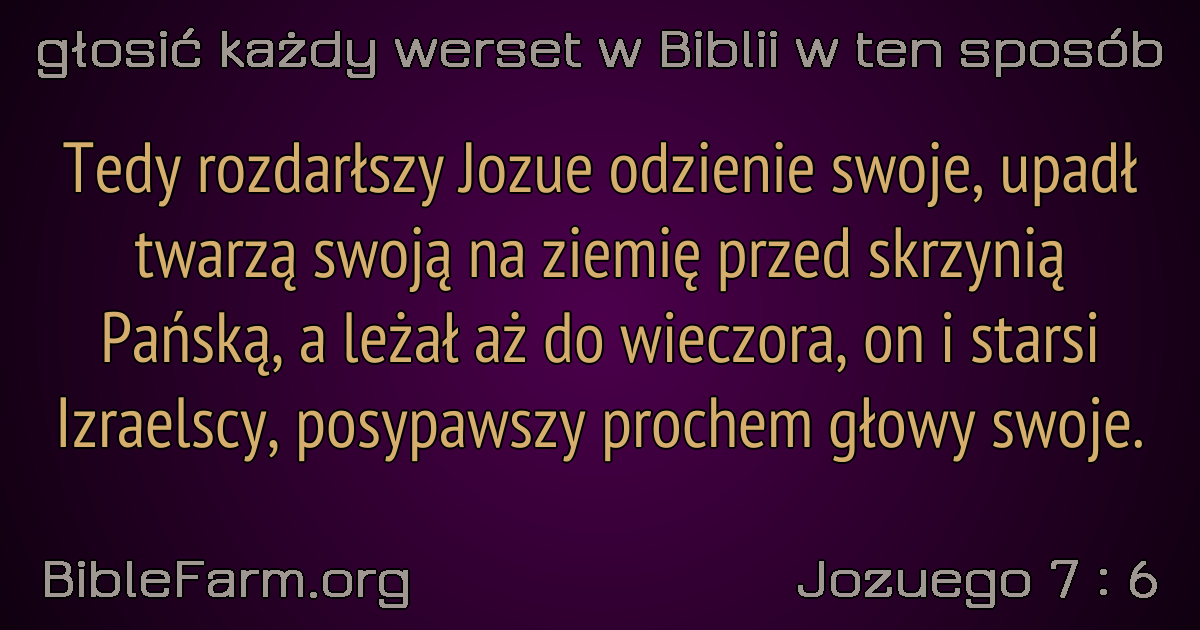 głosić każdy werset w Biblii w ten sposób
Tedy rozdarłszy Jozue odzienie swoje, upadł
twarzą swoją na ziemię przed skrzynią
Pańską, a leżał aż do wieczora, on i starsi
Izraelscy, posypawszy prochem głowy swoje.
BibleFarm.org
Jozuego 7 : 6